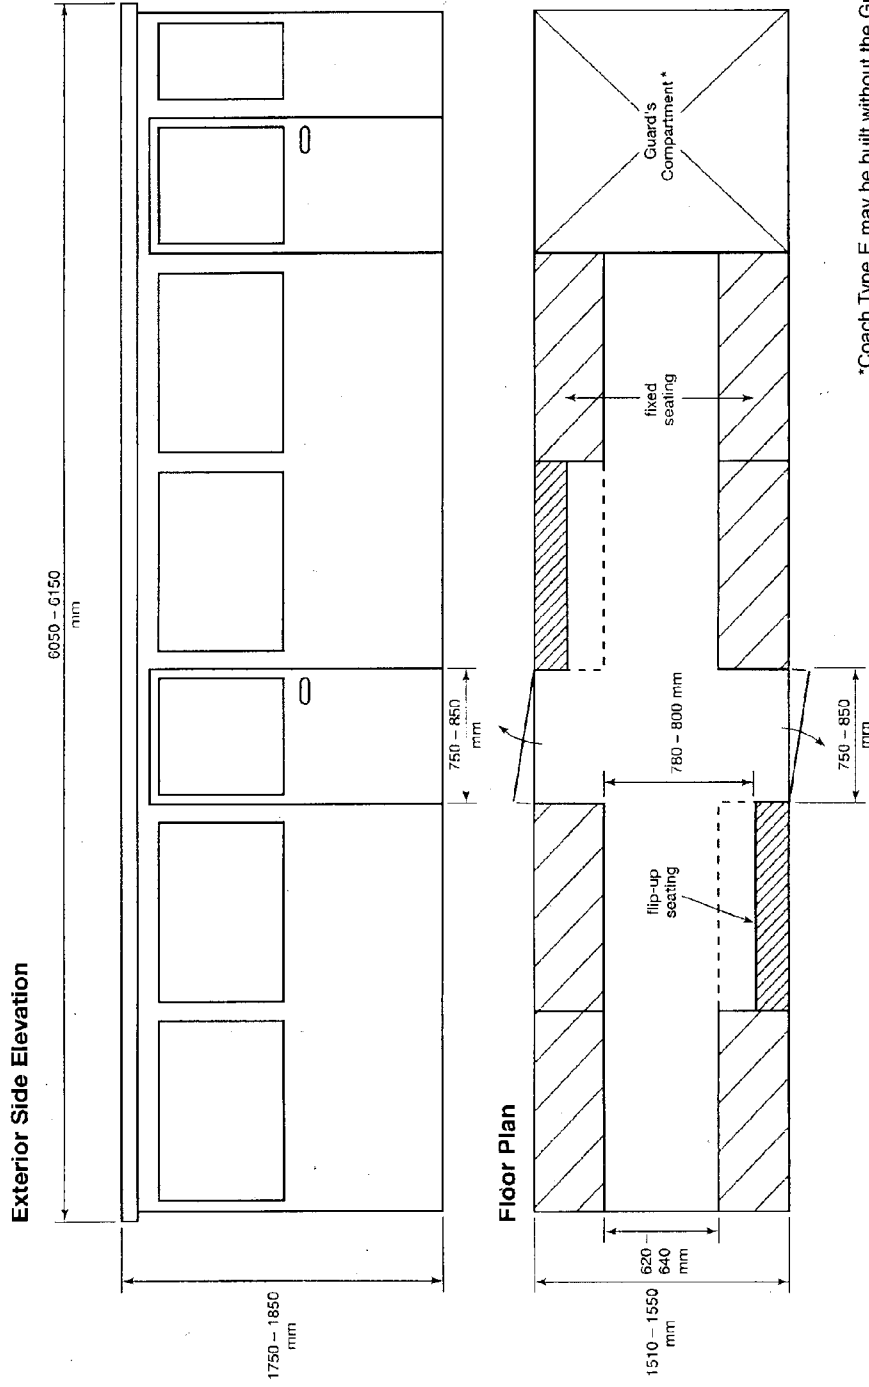 Exterior Side Elevation
6050 – 6150
mm
1750 – 1850
mm
750 – 850
mm
Floor Plan
Guard's
Compartment *
fixed
seating
780 – 800 mm
flip-up
seating
620 –
640
mm
1510 – 1550
mm
750 – 850
mm
*Coach Type E may be built without the